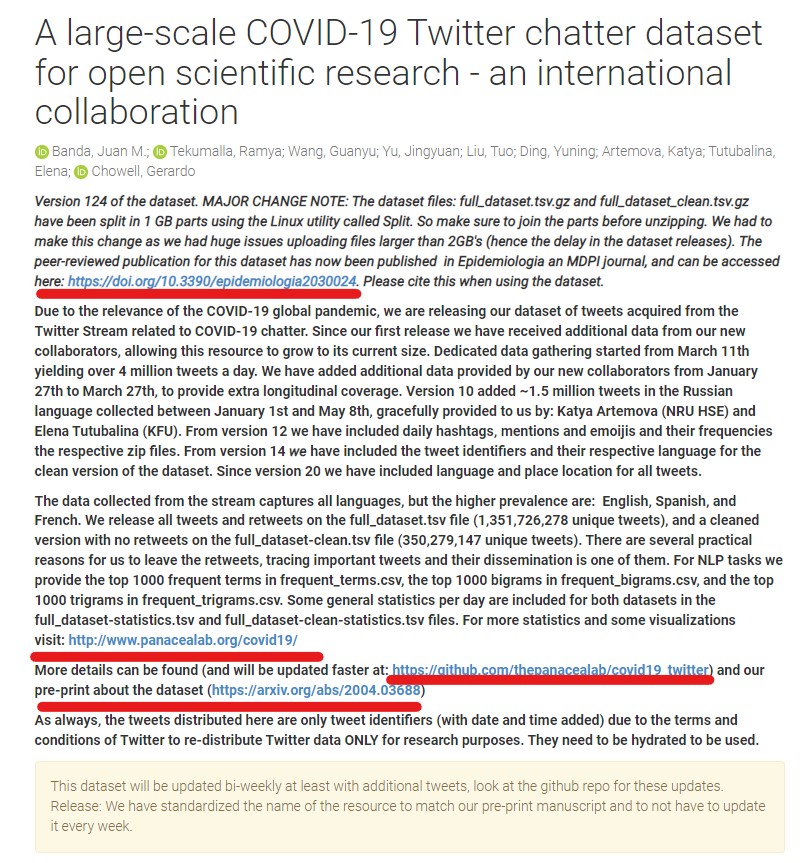 A large-scale COVID-19 Twitter chatter dataset
for open scientific research - an international
collaboration
iD Banda, Juan M.; iD Tekumalla, Ramya; Wang, Guanyu; Yu, Jingyuan; Liu, Tuo; Ding, Yuning; Artemova, Katya; Tutubalina,
Elena; iD Chowell, Gerardo
Version 124 of the dataset. MAJOR CHANGE NOTE: The dataset files: full_dataset.tsv.gz and full_dataset_clean.tsv.gz
have been split in 1 GB parts using the Linux utility called Split. So make sure to join the parts before unzipping. We had to
make this change as we had huge issues uploading files larger than 2GB's (hence the delay in the dataset releases). The
peer-reviewed publication for this dataset has now been published  in Epidemiologia an MDPI journal, and can be accessed
here: https://doi.org/10.3390/epidemiologia2030024. Please cite this when using the dataset.
Due to the relevance of the COVID-19 global pandemic, we are releasing our dataset of tweets acquired from the
Twitter Stream related to COVID-19 chatter. Since our first release we have received additional data from our new
collaborators, allowing this resource to grow to its current size. Dedicated data gathering started from March 11th
yielding over 4 million tweets a day. We have added additional data provided by our new collaborators from January
27th to March 27th, to provide extra longitudinal coverage. Version 10 added ~1.5 million tweets in the Russian
language collected between January 1st and May 8th, gracefully provided to us by: Katya Artemova (NRU HSE) and
Elena Tutubalina (KFU). From version 12 we have included daily hashtags, mentions and emoijis and their frequencies
the respective zip files. From version 14 we have included the tweet identifiers and their respective language for the
clean version of the dataset. Since version 20 we have included language and place location for all tweets.
The data collected from the stream captures all languages, but the higher prevalence are:  English, Spanish, and
French. We release all tweets and retweets on the full_dataset.tsv file (1,351,726,278 unique tweets), and a cleaned
version with no retweets on the full_dataset-clean.tsv file (350,279,147 unique tweets). There are several practical
reasons for us to leave the retweets, tracing important tweets and their dissemination is one of them. For NLP tasks we
provide the top 1000 frequent terms in frequent_terms.csv, the top 1000 bigrams in frequent_bigrams.csv, and the top
1000 trigrams in frequent_trigrams.csv. Some general statistics per day are included for both datasets in the
full_dataset-statistics.tsv and full_dataset-clean-statistics.tsv files. For more statistics and some visualizations
visit: http://www.panacealab.org/covid19/
More details can be found (and will be updated faster at: https://github.com/thepanacealab/covid19_twitter) and our
pre-print about the dataset (https://arxiv.org/abs/2004.03688)
As always, the tweets distributed here are only tweet identifiers (with date and time added) due to the terms and
conditions of Twitter to re-distribute Twitter data ONLY for research purposes. They need to be hydrated to be used.
This dataset will be updated bi-weekly at least with additional tweets, look at the github repo for these updates.
Release: We have standardized the name of the resource to match our pre-print manuscript and to not have to update
it every week.